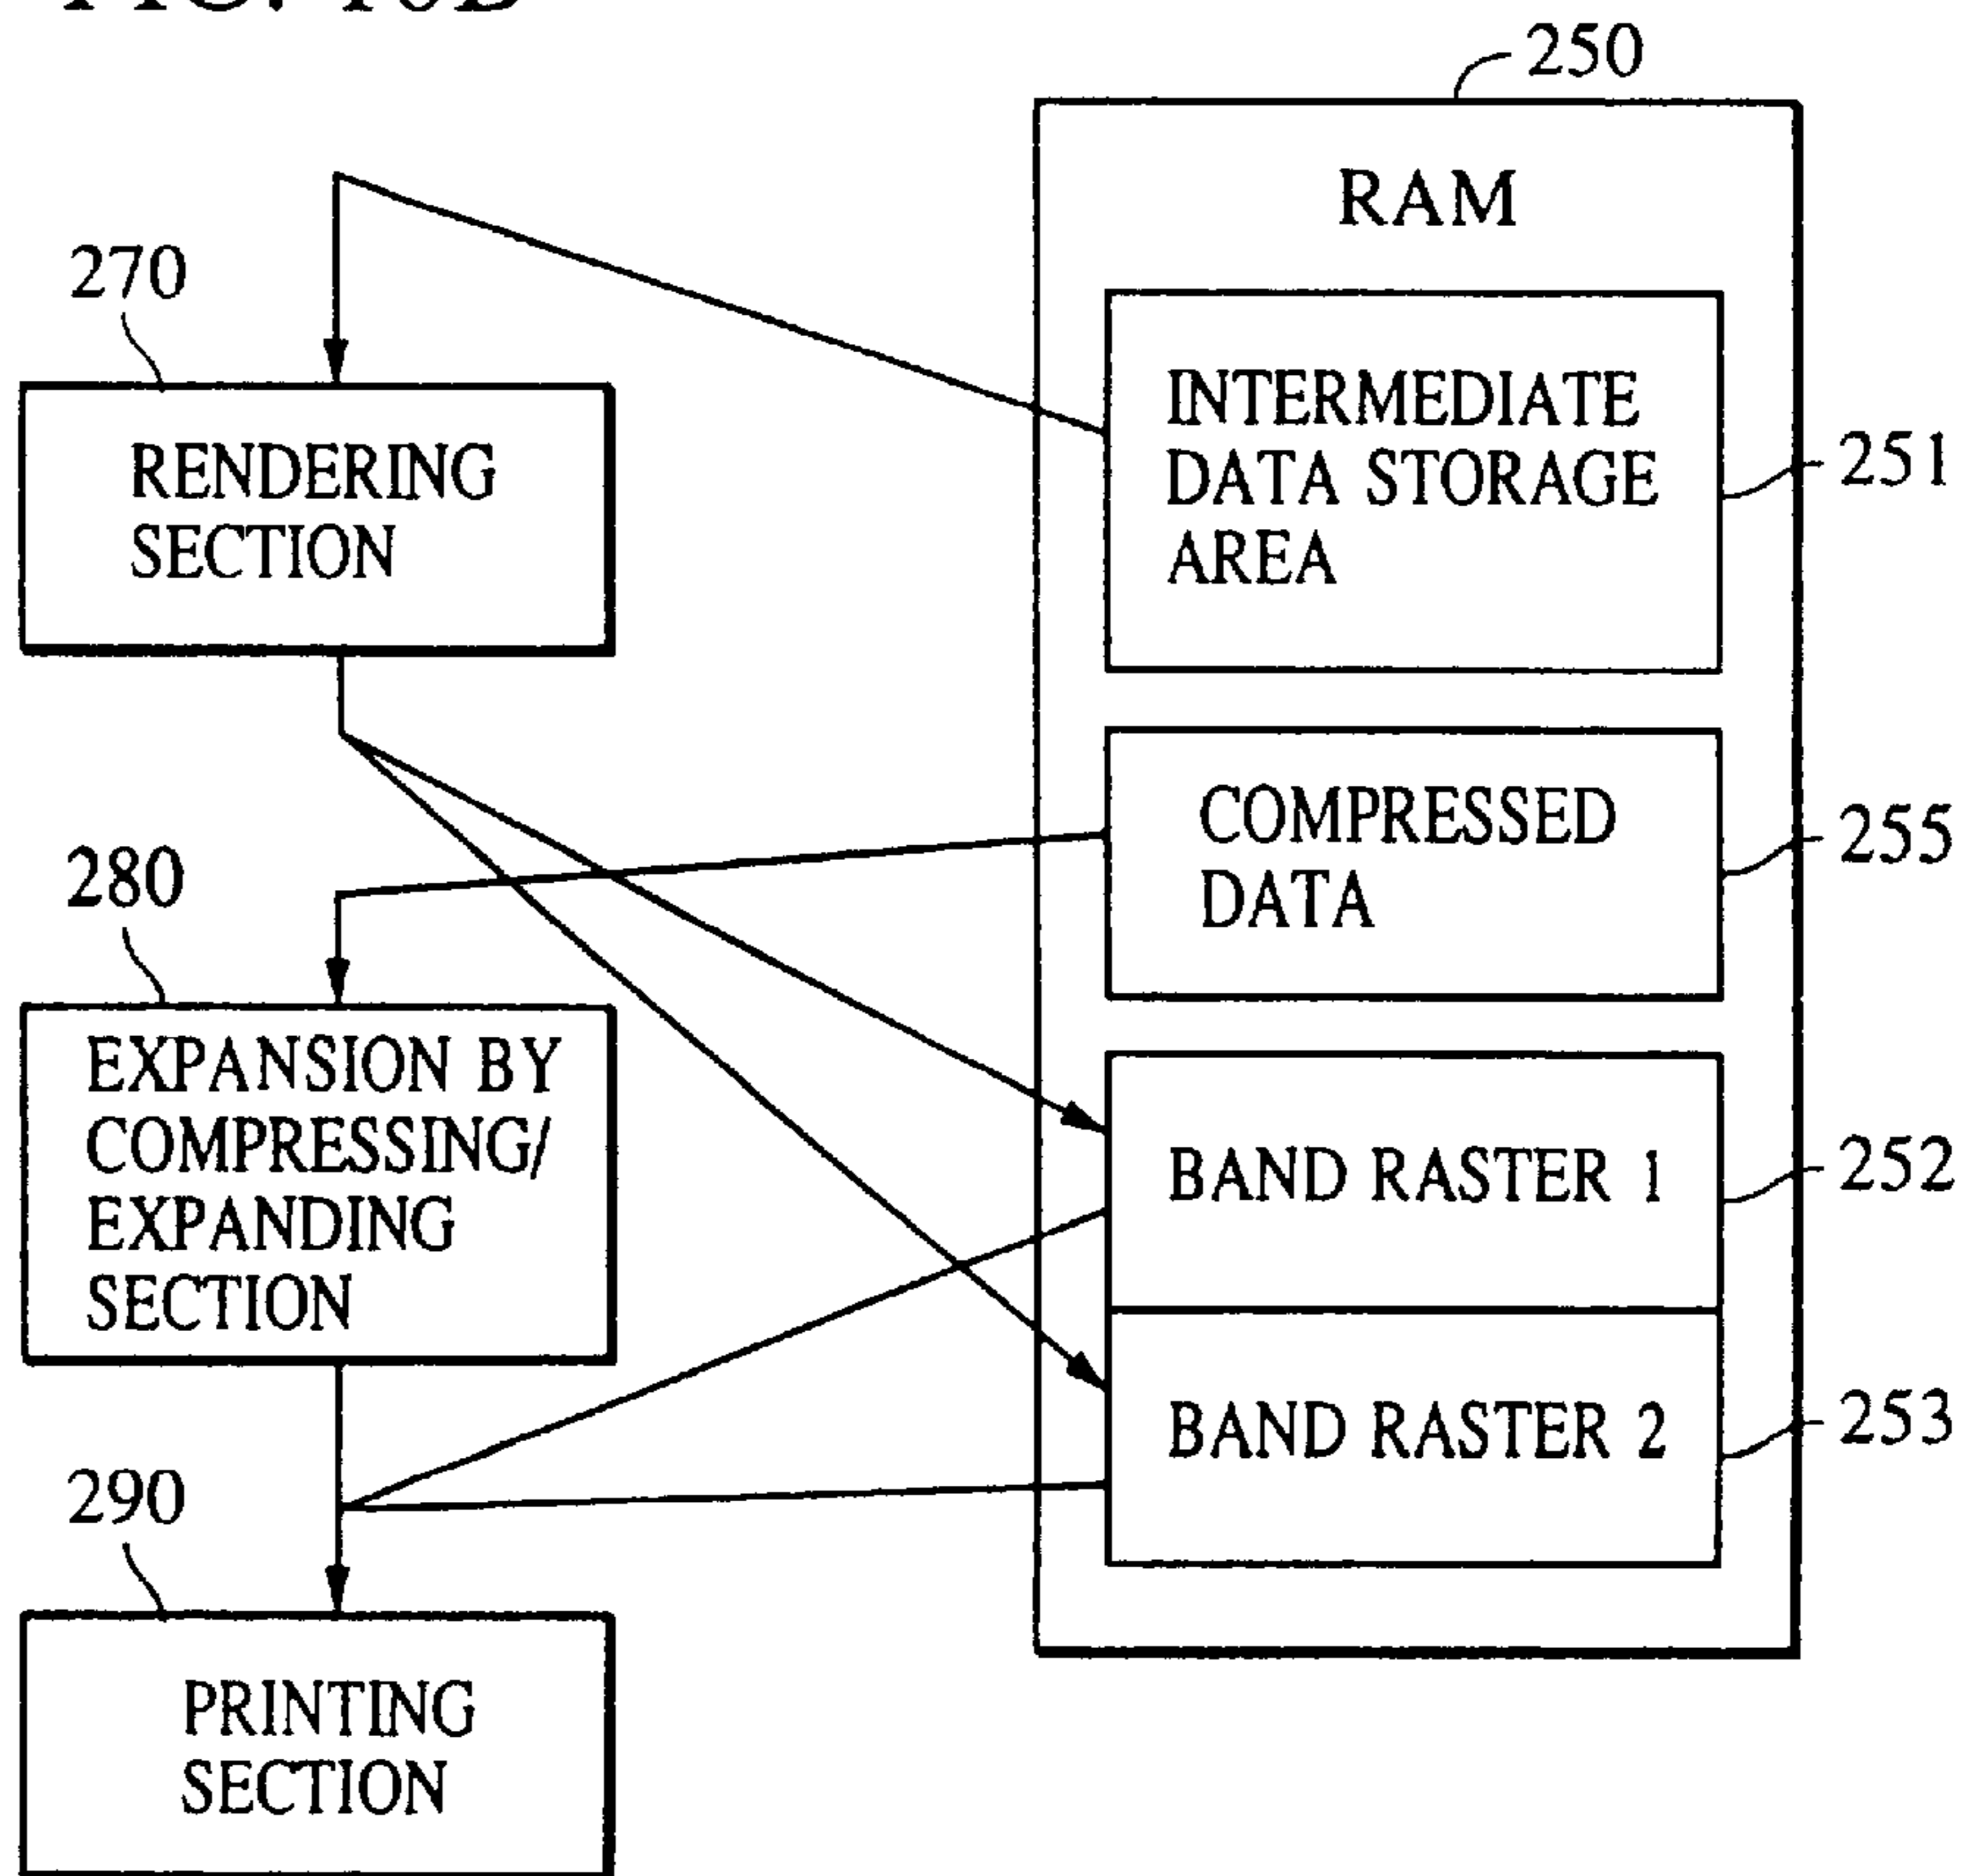 250
RAM
270
INTERMEDIATE
DATA STORAGE
AREA
251
RENDERING
SECTION
COMPRESSED
DATA
255
280
EXPANSION BY
COMPRESSING/
EXPANDING
SECTION
BAND RASTER 1
252
BAND RASTER 2
253
290
PRINTING
SECTION